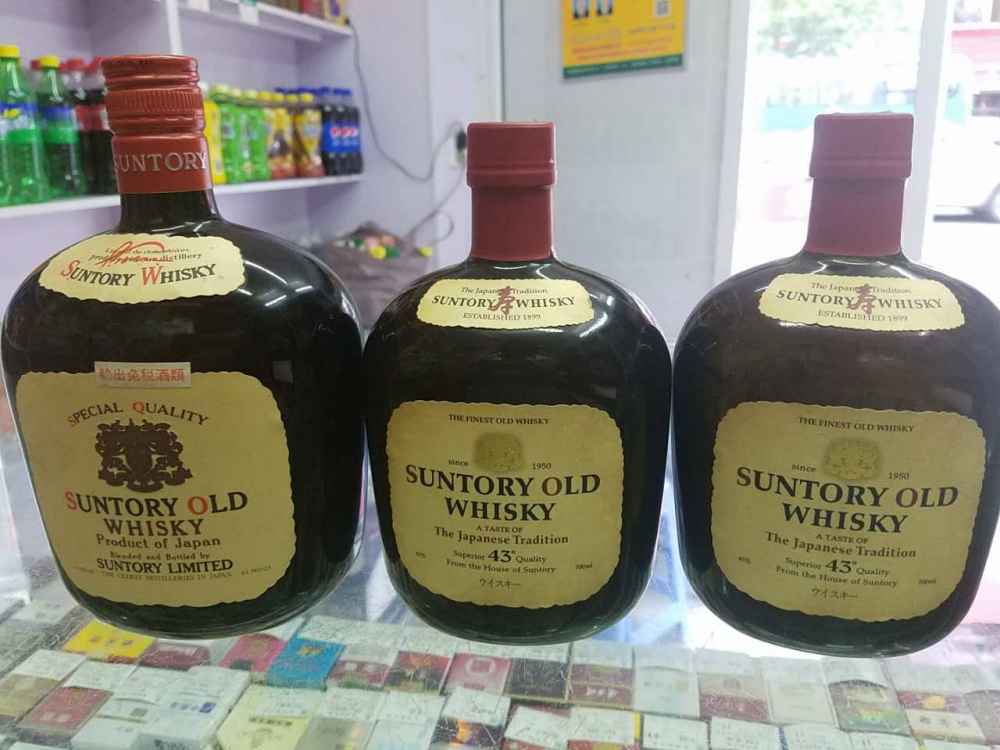 SUNTORY
SUNTORY WHISKY
輸出免税酒類
SPECIAL QUALITY
SUNTORY OLD
WHISKY
Product of Japan
Blended and Bottled by
SUNTORY LIMITED
The Japanese Tradition
SUNTORY 寿 WHISKY
ESTABLISHED 1899
THE FINEST OLD WHISKY
since 1950
SUNTORY OLD
WHISKY
A TASTE OF
The Japanese Tradition
Superior 43° Quality
From the House of Suntory
700ml
ウイスキー
The Japanese Tradition
SUNTORY 寿 WHISKY
ESTABLISHED 1899
THE FINEST OLD WHISKY
since 1950
SUNTORY OLD
WHISKY
A TASTE OF
The Japanese Tradition
Superior 43° Quality
From the House of Suntory
700ml
ウイスキー